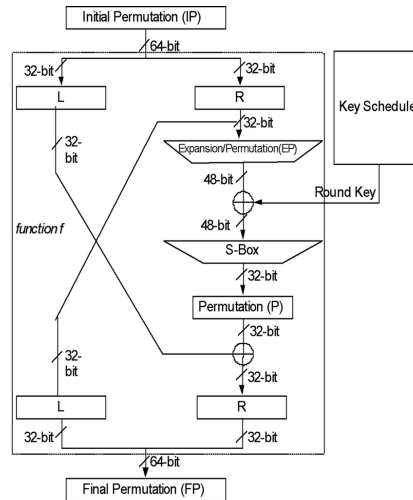 Initial Permutation (IP)
64-bit
32-bit
32-bit
L
R
32-
bit
32-bit
Key Schedule
Expansion/Permutation(EP)
48-bit
Round Key
48-bit
function f
S-Box
32-bit
Permutation (P)
32-bit
32-
bit
32-bit
L
R
32-bit
32-bit
64-bit
Final Permutation (FP)